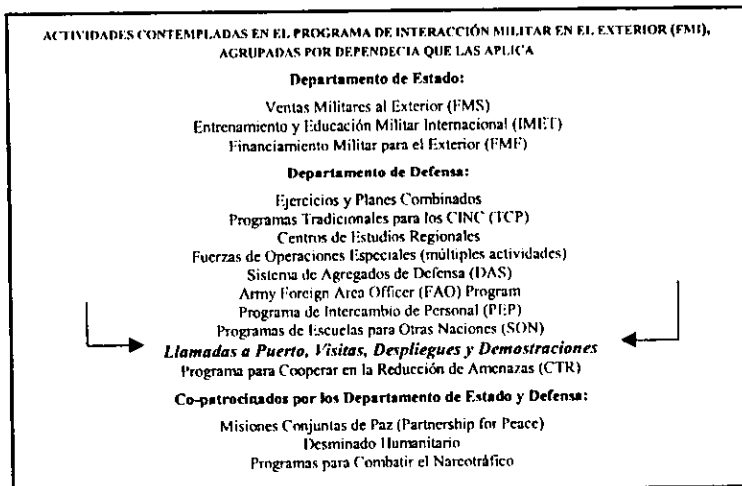 ACTIVIDADES CONTEMPLADAS EN EL PROGRAMA DE INTERACCIÓN MILITAR EN EL EXTERIOR (FMI),
AGRUPADAS POR DEPENDECIA QUE LAS APLICA
Departamento de Estado:
Ventas Militares al Exterior (FMS)
Entrenamiento y Educación Militar Internacional (IMET)
Financiamiento Militar para el Exterior (FMF)
Departamento de Defensa:
Ejercicios y Planes Combinados
Programas Tradicionales para los CINC (TCP)
Centros de Estudios Regionales
Fuerzas de Operaciones Especiales (múltiples actividades)
Sistema de Agregados de Defensa (DAS)
Army Foreign Area Officer (FAO) Program
Programa de Intercambio de Personal (PEP)
Programas de Escuelas para Otras Naciones (SON)
Llamadas a Puerto, Visitas, Despliegues y Demostraciones
Programa para Cooperar en la Reducción de Amenazas (CTR)
Co-patrocinados por los Departamento de Estado y Defensa:
Misiones Conjuntas de Paz (Partnership for Peace)
Desminado Humanitario
Programas para Combatir el Narcotráfico